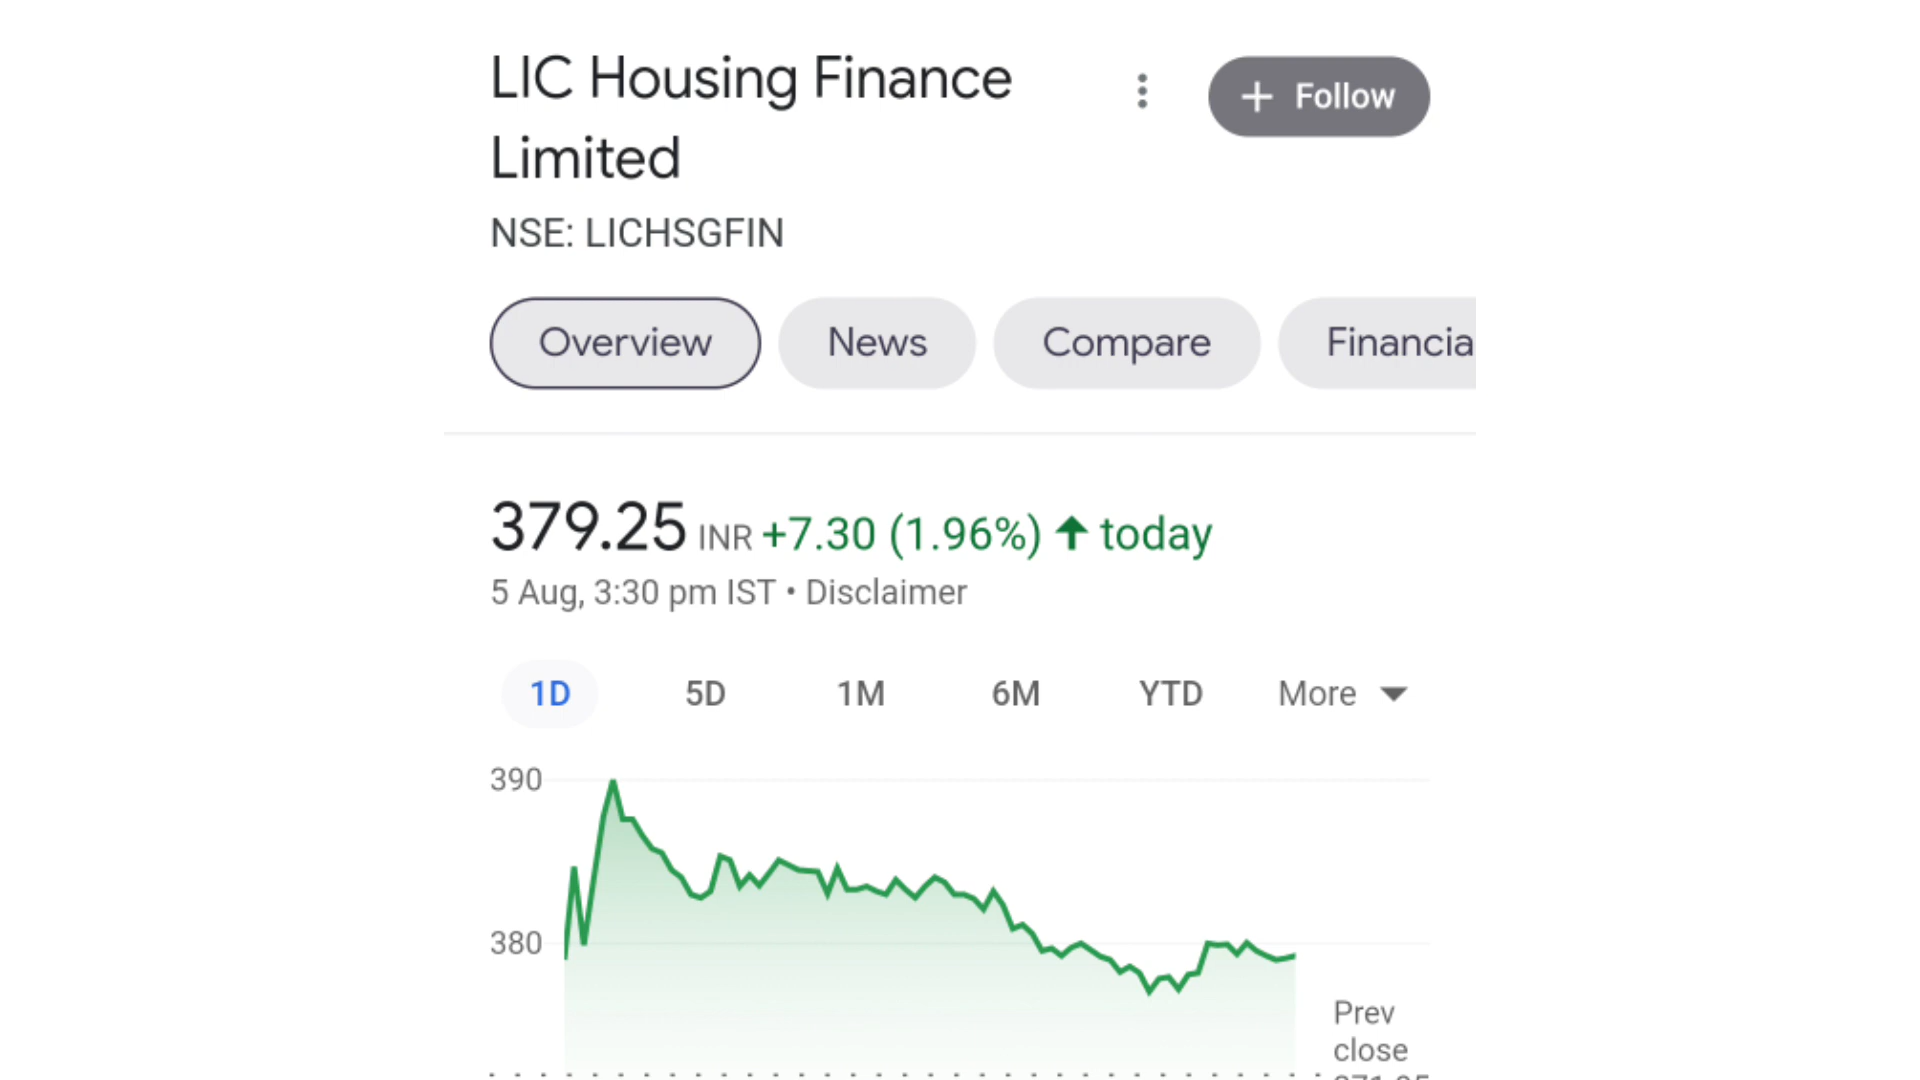 LIC Housing Finance
Limited
+ Follow
NSE: LICHSGFIN
Overview News Compare Financia
379.25 INR +7.30 (1.96%) ↑ today
5 Aug, 3:30 pm IST • Disclaimer
1D 5D 1M 6M YTD More
390
380
Prev
close